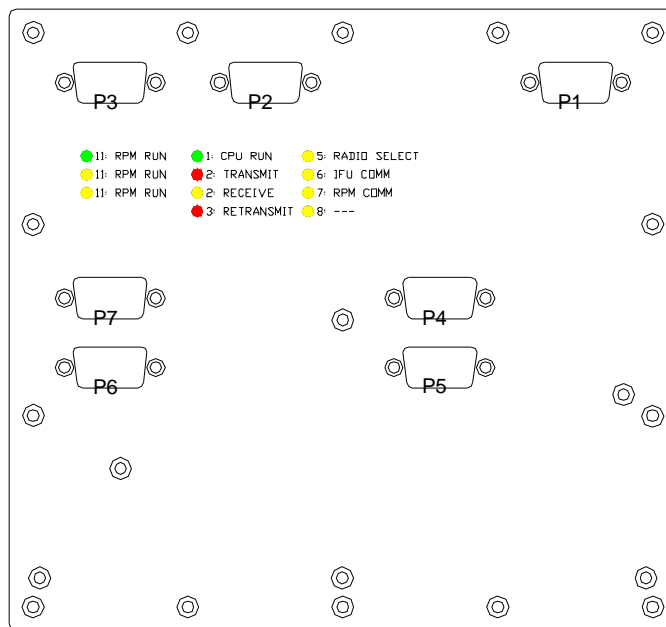 P3 P2 P1
11: RPM RUN 1: CPU RUN 5: RADIO SELECT
11: RPM RUN 2: TRANSMIT 6: IFU COMM
11: RPM RUN 2: RECEIVE 7: RPM COMM
3: RETRANSMIT 8: ---
P7 P4
P6 P5